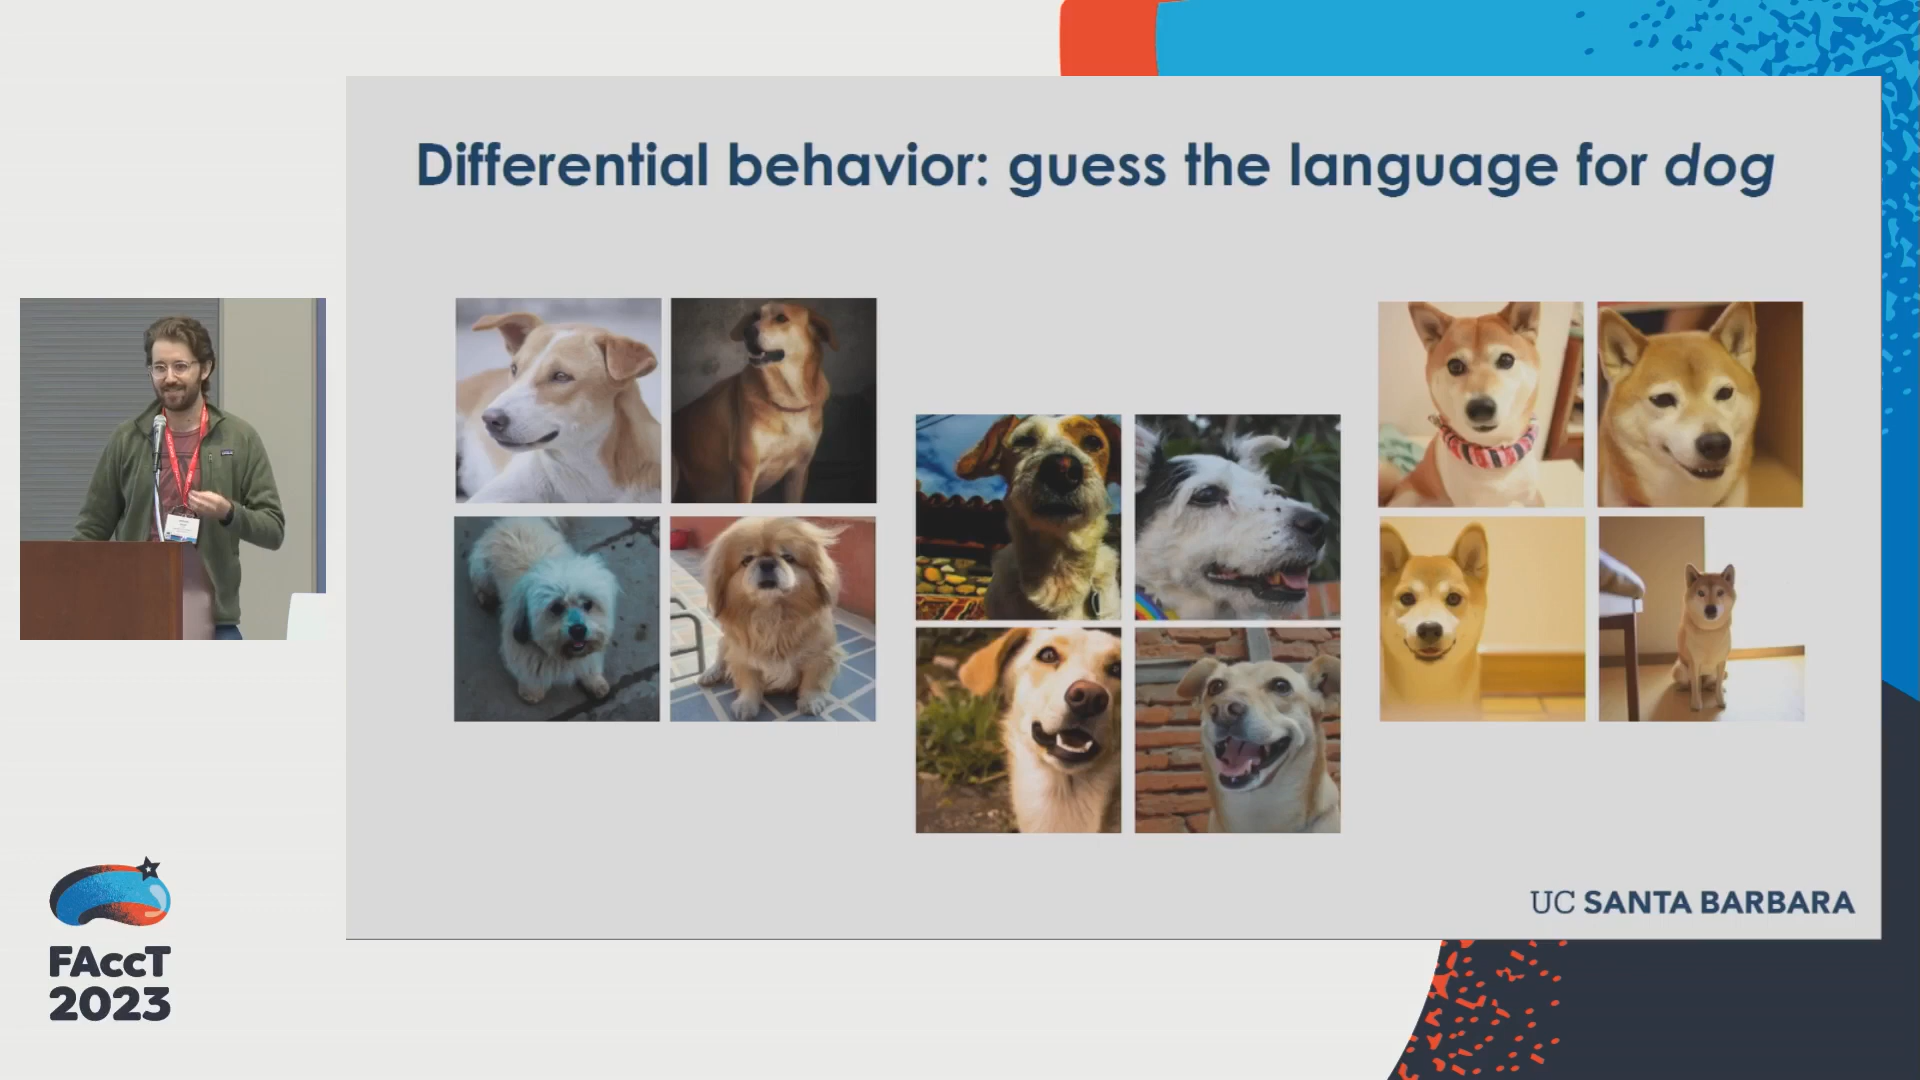 Differential behavior: guess the language for dog
UC SANTA BARBARA
FAccT
2023